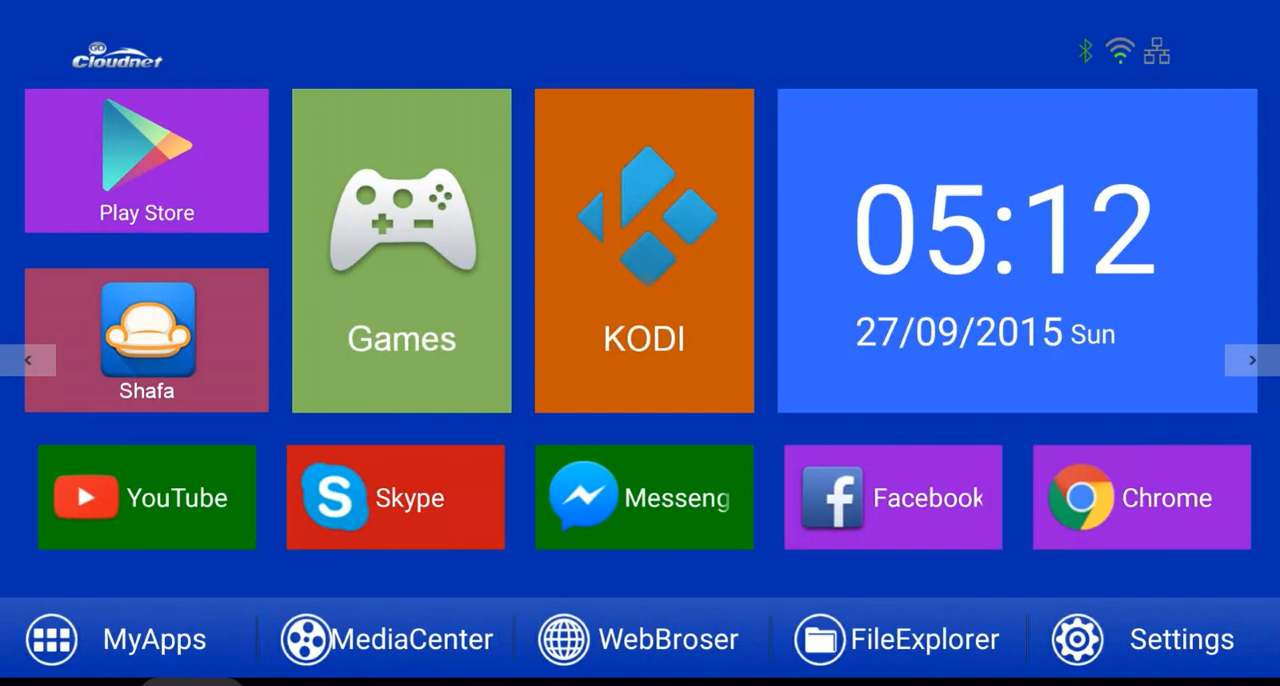 GO
Cloudnet
Play Store
Games
KODI
05:12
27/09/2015 Sun
Shafa
YouTube
Skype
Messeng
Facebook
Chrome
MyApps
MediaCenter
WebBroser
FileExplorer
Settings